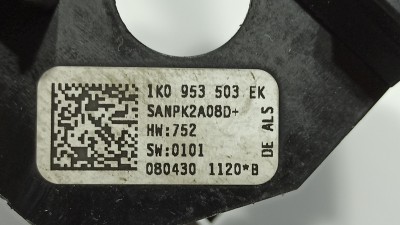 1K0 953 503 EK
SANPK2A08D+
HW:752
SW:0101
080430 1120*B
DE ALS